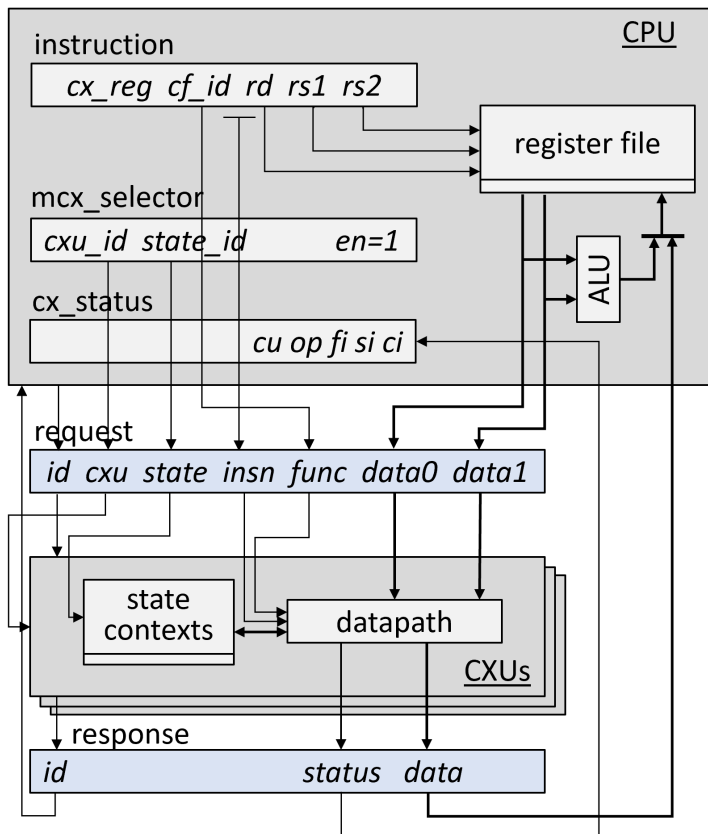 CPU
instruction
cx_reg cf_id rd rs1 rs2
register file
mcx_selector
cxu_id state_id en=1
ALU
cx_status
cu op fi si ci
request
id cxu state insn func data0 data1
state
contexts
datapath
CXUs
response
id status data